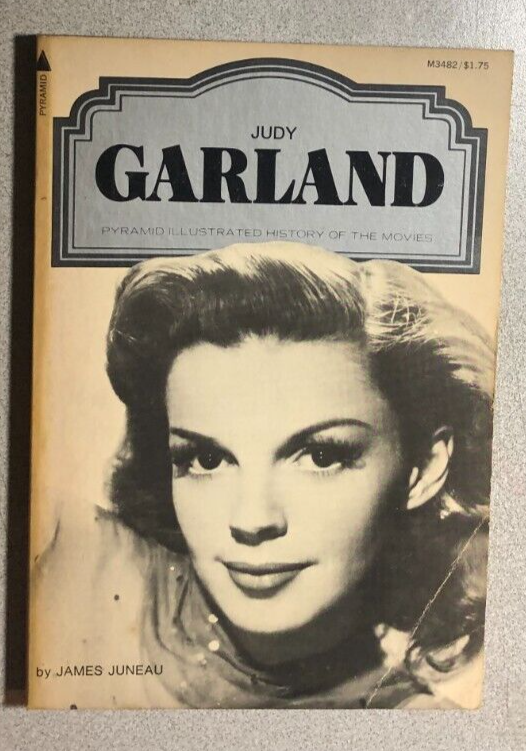 PYRAMID
M3482/$1.75
JUDY
GARLAND
PYRAMID ILLUSTRATED HISTORY OF THE MOVIES
by JAMES JUNEAU